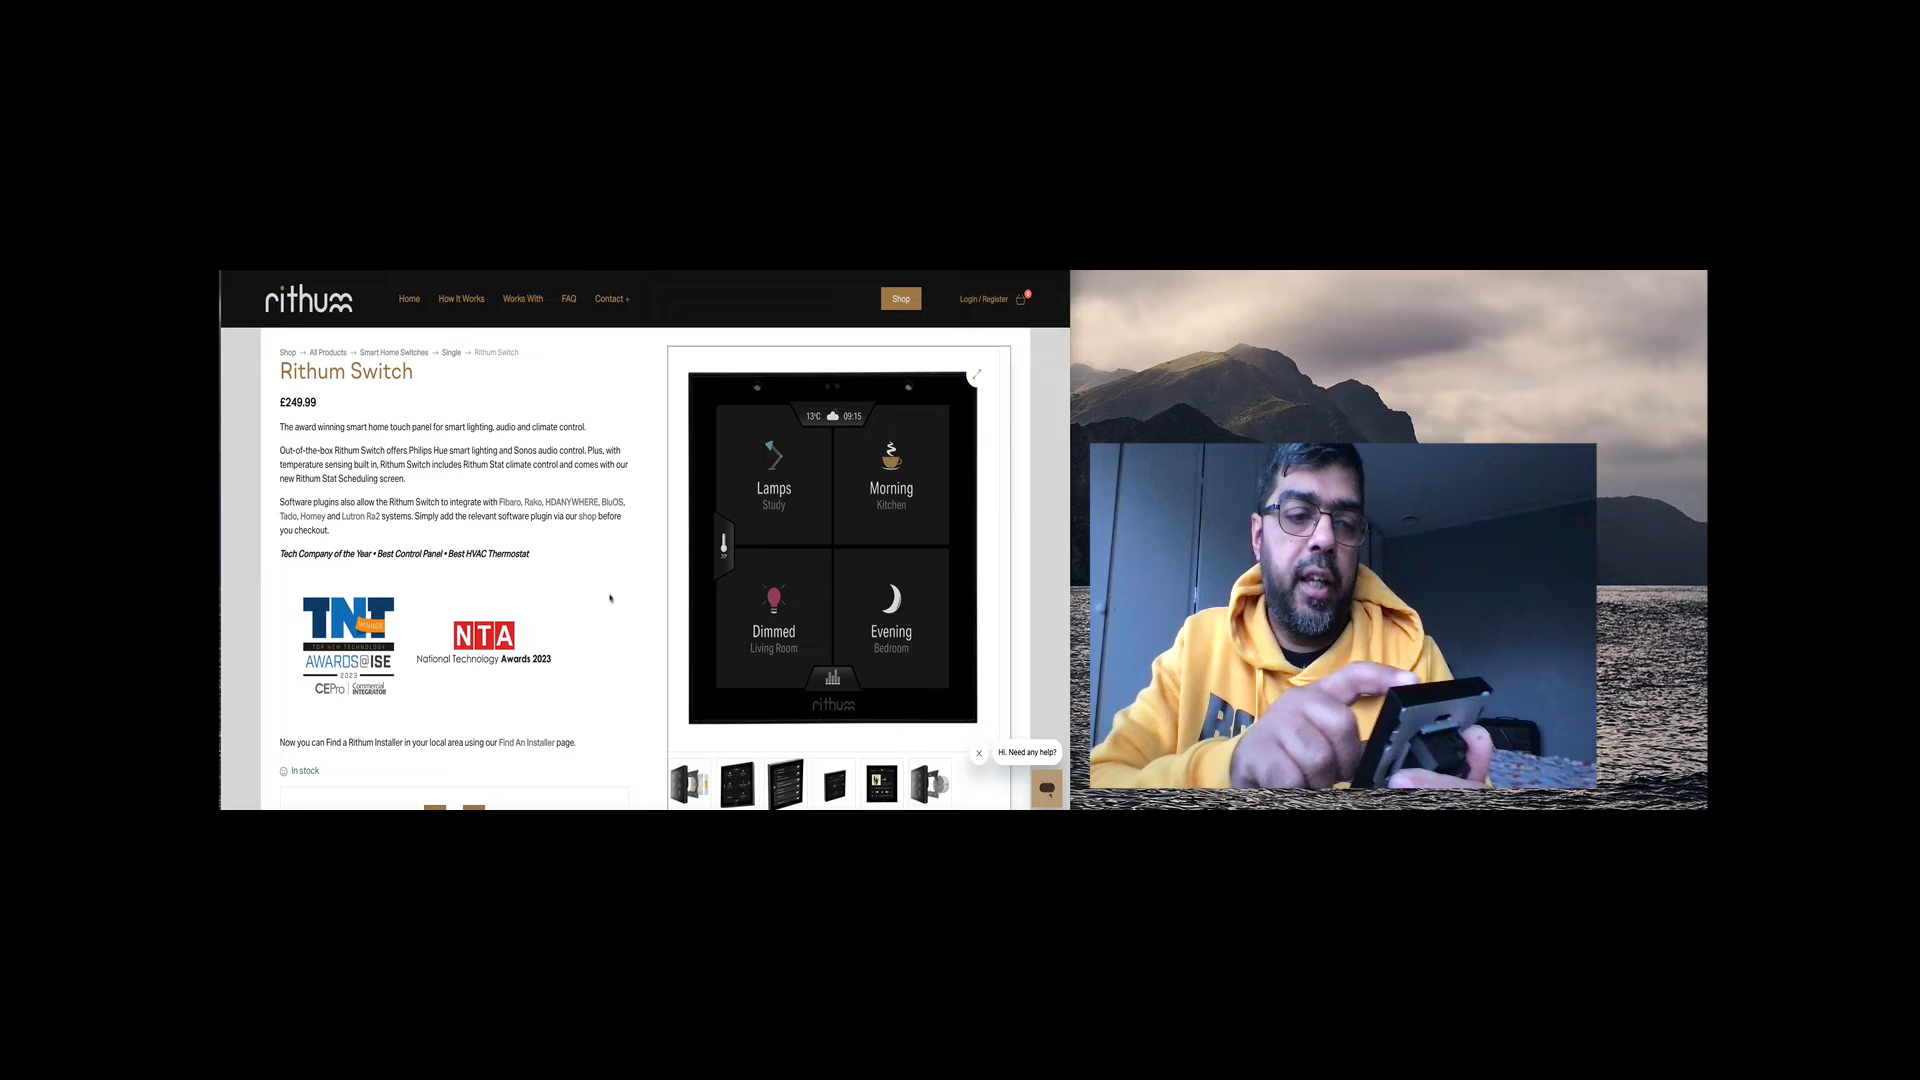 rithum
Home
How It Works
Works With
FAQ
Contact +
Shop
Login / Register
0
Shop → All Products → Smart Home Switches → Single → Rithum Switch
Rithum Switch
£249.99
The award winning smart home touch panel for smart lighting, audio and climate control.
Out-of-the-box Rithum Switch offers Philips Hue smart lighting and Sonos audio control. Plus, with
temperature sensing built in, Rithum Switch includes Rithum Stat climate control and comes with our
new Rithum Stat Scheduling screen.
Software plugins also allow the Rithum Switch to integrate with Fibaro, Rako, HDANYWHERE, BluOS,
Tado, Homey and Lutron Ra2 systems. Simply add the relevant software plugin via our shop before
you checkout.
Tech Company of the Year • Best Control Panel • Best HVAC Thermostat
TNT
WINNER
TOP NEW TECHNOLOGY
AWARDS@ISE
2023
CEPro | Commercial
INTEGRATOR
NTA
National Technology Awards 2023
Now you can Find a Rithum Installer in your local area using our Find An Installer page.
In stock
13°C 09:15
Lamps
Study
Morning
Kitchen
Dimmed
Living Room
Evening
Bedroom
rithum
Hi. Need any help?